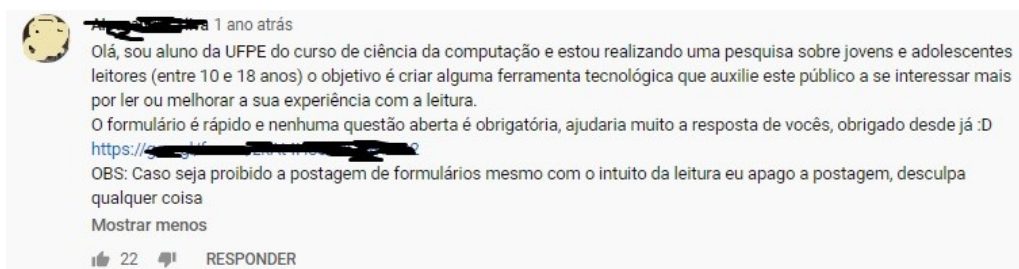 1 ano atrás
Olá, sou aluno da UFPE do curso de ciência da computação e estou realizando uma pesquisa sobre jovens e adolescentes
leitores (entre 10 e 18 anos) o objetivo é criar alguma ferramenta tecnológica que auxilie este público a se interessar mais
por ler ou melhorar a sua experiência com a leitura.
O formulário é rápido e nenhuma questão aberta é obrigatória, ajudaria muito a resposta de vocês, obrigado desde já :D
https://
OBS: Caso seja proibido a postagem de formulários mesmo com o intuito da leitura eu apago a postagem, desculpa
qualquer coisa
Mostrar menos
22 RESPONDER